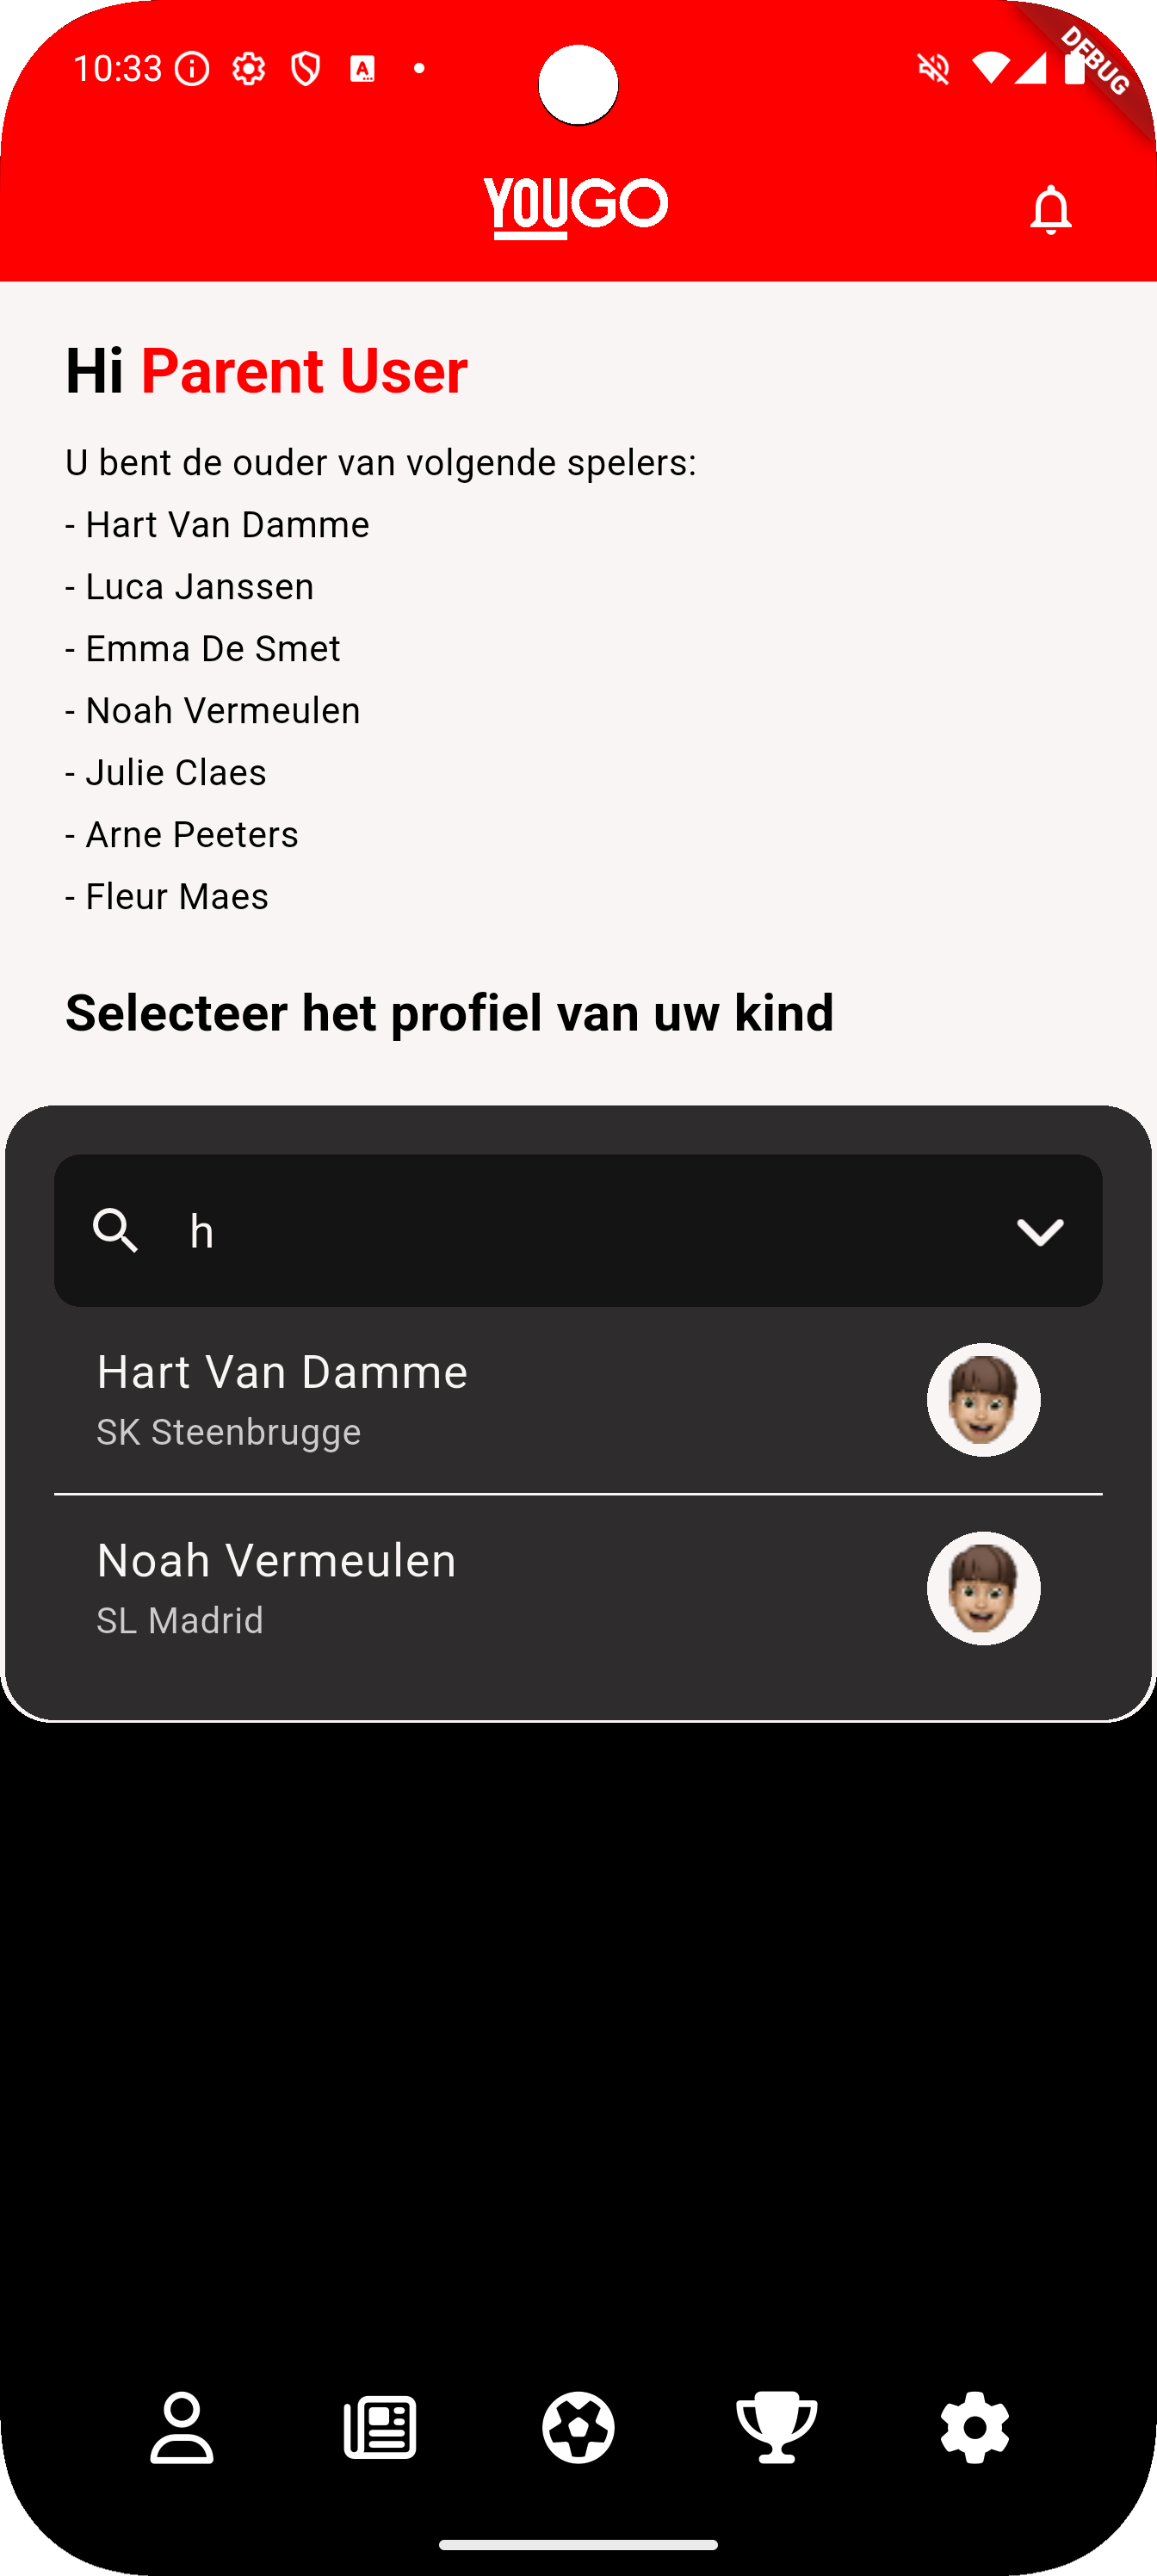 10:33
DEBUG
YOUGO
Hi Parent User
U bent de ouder van volgende spelers:
- Hart Van Damme
- Luca Janssen
- Emma De Smet
- Noah Vermeulen
- Julie Claes
- Arne Peeters
- Fleur Maes
Selecteer het profiel van uw kind
h
Hart Van Damme
SK Steenbrugge
Noah Vermeulen
SL Madrid